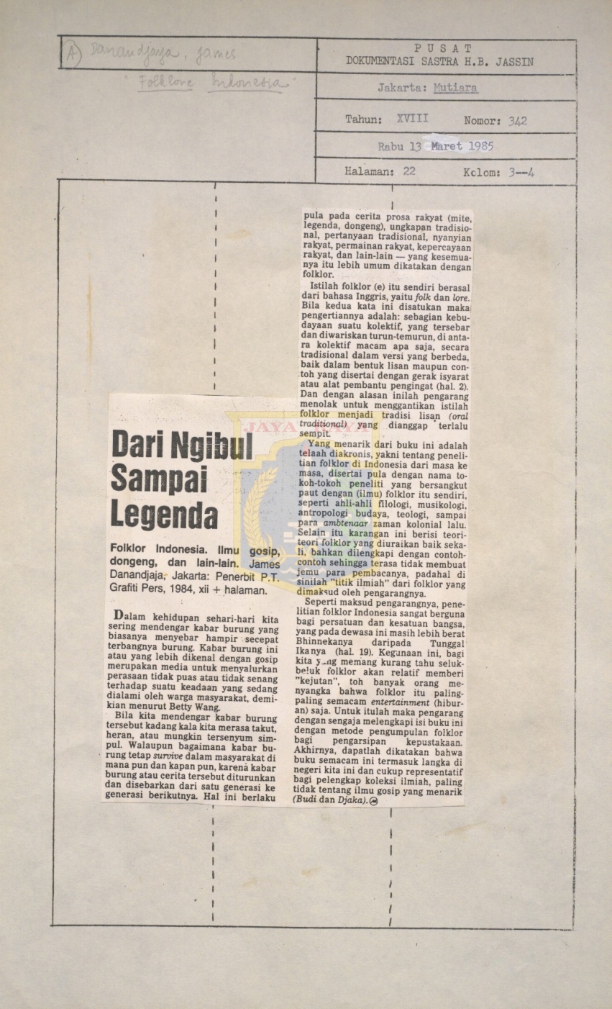 A) Danandjaja, James
"Folklore Indonesia"
P U S A T
DOKUMENTASI SASTRA H.B. JASSIN
Jakarta: Mutiara
Tahun: XVIII Nomor: 342
Rabu 13 Maret 1985
Halaman: 22 Kolom: 3--4
JAYA RAYA
Dari Ngibul
Sampai
Legenda
Folklor Indonesia. Ilmu gosip,
dongeng, dan lain-lain. James
Danandjaja, Jakarta: Penerbit P.T.
Grafiti Pers, 1984, xii + halaman.
Dalam kehidupan sehari-hari kita
sering mendengar kabar burung yang
biasanya menyebar hampir secepat
terbangnya burung. Kabar burung ini
atau yang lebih dikenal dengan gosip
merupakan media untuk menyalurkan
perasaan tidak puas atau tidak senang
terhadap suatu keadaan yang sedang
dialami oleh warga masyarakat, demi-
kian menurut Betty Wang.
Bila kita mendengar kabar burung
tersebut kadang kala kita merasa takut,
heran, atau mungkin tersenyum sim-
pul. Walaupun bagaimana kabar bu-
rung tetap survive dalam masyarakat di
mana pun dan kapan pun, karena kabar
burung atau cerita tersebut diturunkan
dan disebarkan dari satu generasi ke
generasi berikutnya. Hal ini berlaku
pula pada cerita prosa rakyat (mite,
legenda, dongeng), ungkapan tradisio-
nal, pertanyaan tradisional, nyanyian
rakyat, permainan rakyat, kepercayaan
rakyat, dan lain-lain — yang kesemua-
nya itu lebih umum dikatakan dengan
folklor.
Istilah folklor (e) itu sendiri berasal
dari bahasa Inggris, yaitu folk dan lore.
Bila kedua kata ini disatukan maka
pengertiannya adalah: sebagian kebu-
dayaan suatu kolektif, yang tersebar
dan diwariskan turun-temurun, di anta-
ra kolektif macam apa saja, secara
tradisional dalam versi yang berbeda,
baik dalam bentuk lisan maupun con-
toh yang disertai dengan gerak isyarat
atau alat pembantu pengingat (hal. 2).
Dan dengan alasan inilah pengarang
menolak untuk menggantikan istilah
folklor menjadi tradisi lisan (oral
traditional) yang dianggap terlalu
sempit.
Yang menarik dari buku ini adalah
telaah diakronis, yakni tentang peneli-
tian folklor di Indonesia dari masa ke
masa, disertai pula dengan nama to-
koh-tokoh peneliti yang bersangkut
paut dengan (ilmu) folklor itu sendiri,
seperti ahli-ahli filologi, musikologi,
antropologi budaya, teologi, sampai
para ambtenaar zaman kolonial lalu.
Selain itu karangan ini berisi teori-
teori folklor yang diuraikan baik seka-
li, bahkan dilengkapi dengan contoh-
contoh sehingga terasa tidak membuat
jemu para pembacanya, padahal di
sinilah "titik ilmiah" dari folklor yang
dimaksud oleh pengarangnya.
Seperti maksud pengarangnya, pene-
litian folklor Indonesia sangat berguna
bagi persatuan dan kesatuan bangsa,
yang pada dewasa ini masih lebih berat
Bhinnekanya daripada Tunggal
Ikanya (hal. 19). Kegunaan ini, bagi
kita yang memang kurang tahu seluk-
beluk folklor akan relatif memberi
"kejutan", toh banyak orang me-
nyangka bahwa folklor itu paling-
paling semacam entertainment (hibur-
an) saja. Untuk itulah maka pengarang
dengan sengaja melengkapi isi buku ini
dengan metode pengumpulan folklor
bagi pengarsipan kepustakaan.
Akhirnya, dapatlah dikatakan bahwa
buku semacam ini termasuk langka di
negeri kita ini dan cukup representatif
bagi pelengkap koleksi ilmiah, paling
tidak tentang ilmu gosip yang menarik
(Budi dan Djaka).